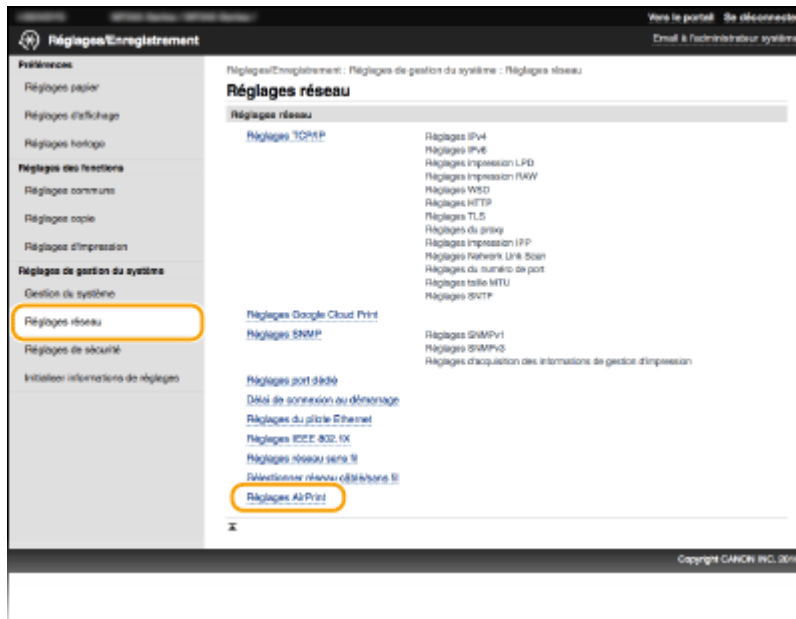 Vers le portail Se déconnecter
Réglages/Enregistrement
Email à l'administrateur système
Préférences
Réglages papier
Réglages d'affichage
Réglages horloge
Réglages des fonctions
Réglages communs
Réglages copie
Réglages d'impression
Réglages de gestion du système
Gestion du système
Réglages réseau
Réglages de sécurité
Initialiser informations de réglages
Réglages/Enregistrement : Réglages de gestion du système : Réglages réseau
Réglages réseau
Réglages réseau
Réglages TCP/IP
Réglages IPv4
Réglages IPv6
Réglages impression LPD
Réglages impression RAW
Réglages WSD
Réglages HTTP
Réglages TLS
Réglages du proxy
Réglages impression IPP
Réglages Network Link Scan
Réglages du numéro de port
Réglages taille MTU
Réglages SNTP
Réglages Google Cloud Print
Réglages SNMP
Réglages SNMPv1
Réglages SNMPv3
Réglages d'acquisition des informations de gestion d'impression
Réglages port dédié
Délai de connexion au démarrage
Réglages du pilote Ethernet
Réglages IEEE 802.1X
Réglages réseau sans fil
Sélectionner réseau câblé/sans fil
Réglages AirPrint
Copyright CANON INC.